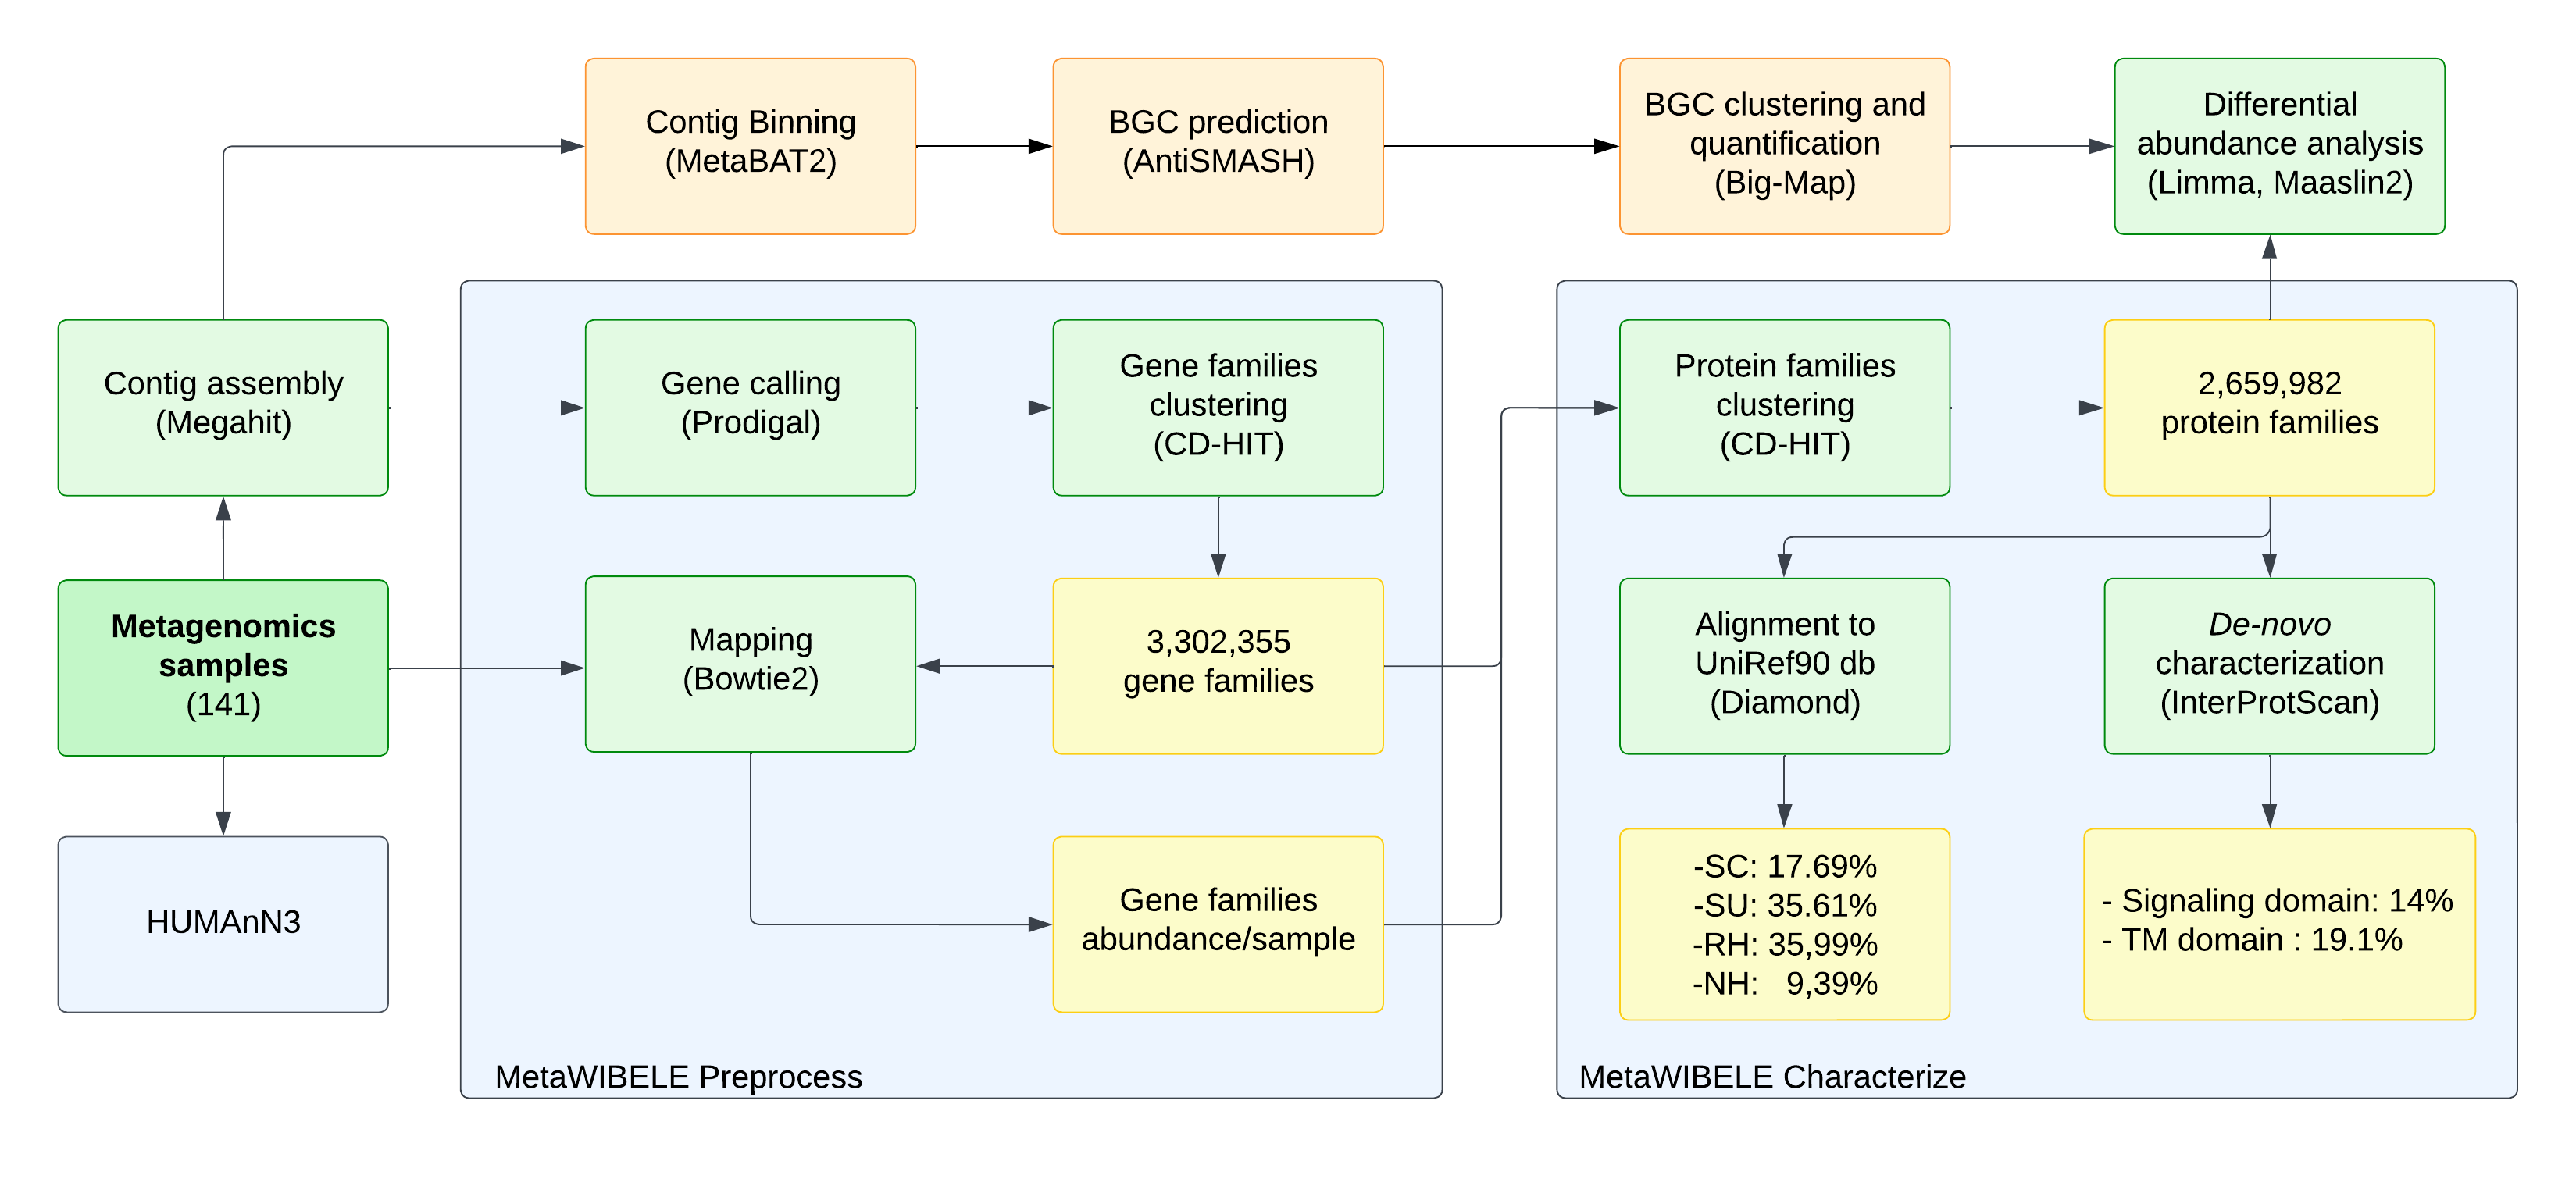 Contig Binning
(MetaBAT2)
BGC prediction
(AntiSMASH)
BGC clustering and
quantification
(Big-Map)
Differential
abundance analysis
(Limma, Maaslin2)
Contig assembly
(Megahit)
Gene calling
(Prodigal)
Gene families
clustering
(CD-HIT)
Protein families
clustering
(CD-HIT)
2,659,982
protein families
Metagenomics
samples
(141)
Mapping
(Bowtie2)
3,302,355
gene families
Alignment to
UniRef90 db
(Diamond)
De-novo
characterization
(InterProtScan)
HUMAnN3
Gene families
abundance/sample
-SC: 17.69%
-SU: 35.61%
-RH: 35,99%
-NH:   9,39%
- Signaling domain: 14%
- TM domain : 19.1%
MetaWIBELE Preprocess
MetaWIBELE Characterize